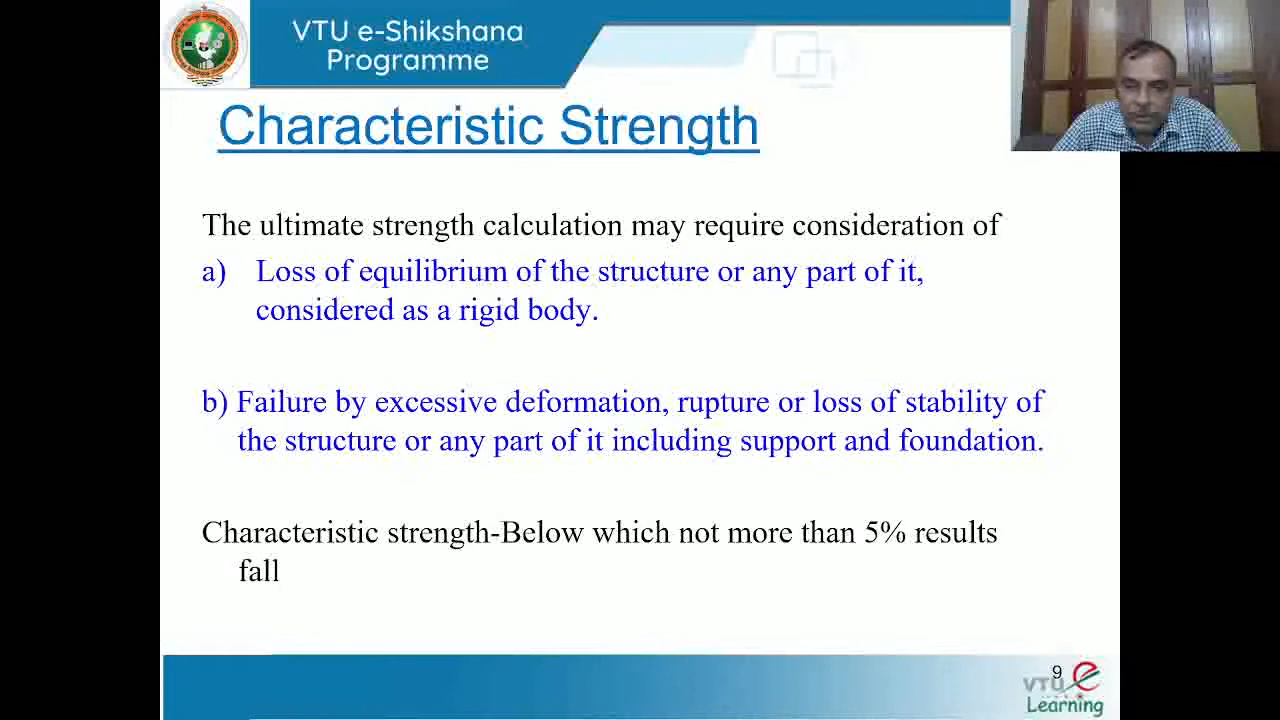 VTU e-Shikshana
Programme
Characteristic Strength
The ultimate strength calculation may require consideration of
a) Loss of equilibrium of the structure or any part of it,
considered as a rigid body.
b) Failure by excessive deformation, rupture or loss of stability of
the structure or any part of it including support and foundation.
Characteristic strength-Below which not more than 5% results
fall
9
VTU e
Learning